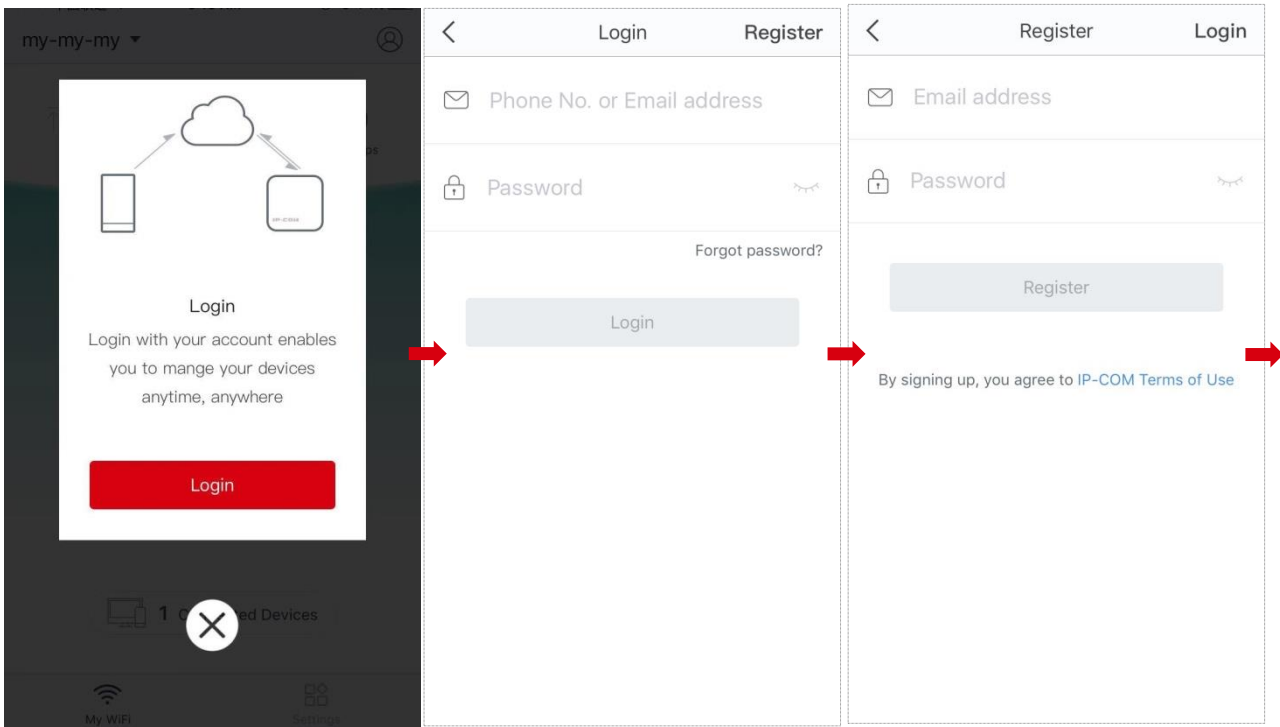 my-my-my
IP-COM
Login
Login with your account enables
you to mange your devices
anytime, anywhere
Login
1
ed Devices
My WiFi
Settings
Login
Register
Phone No. or Email address
Password
Forgot password?
Login
Register
Login
Email address
Password
Register
By signing up, you agree to IP-COM Terms of Use